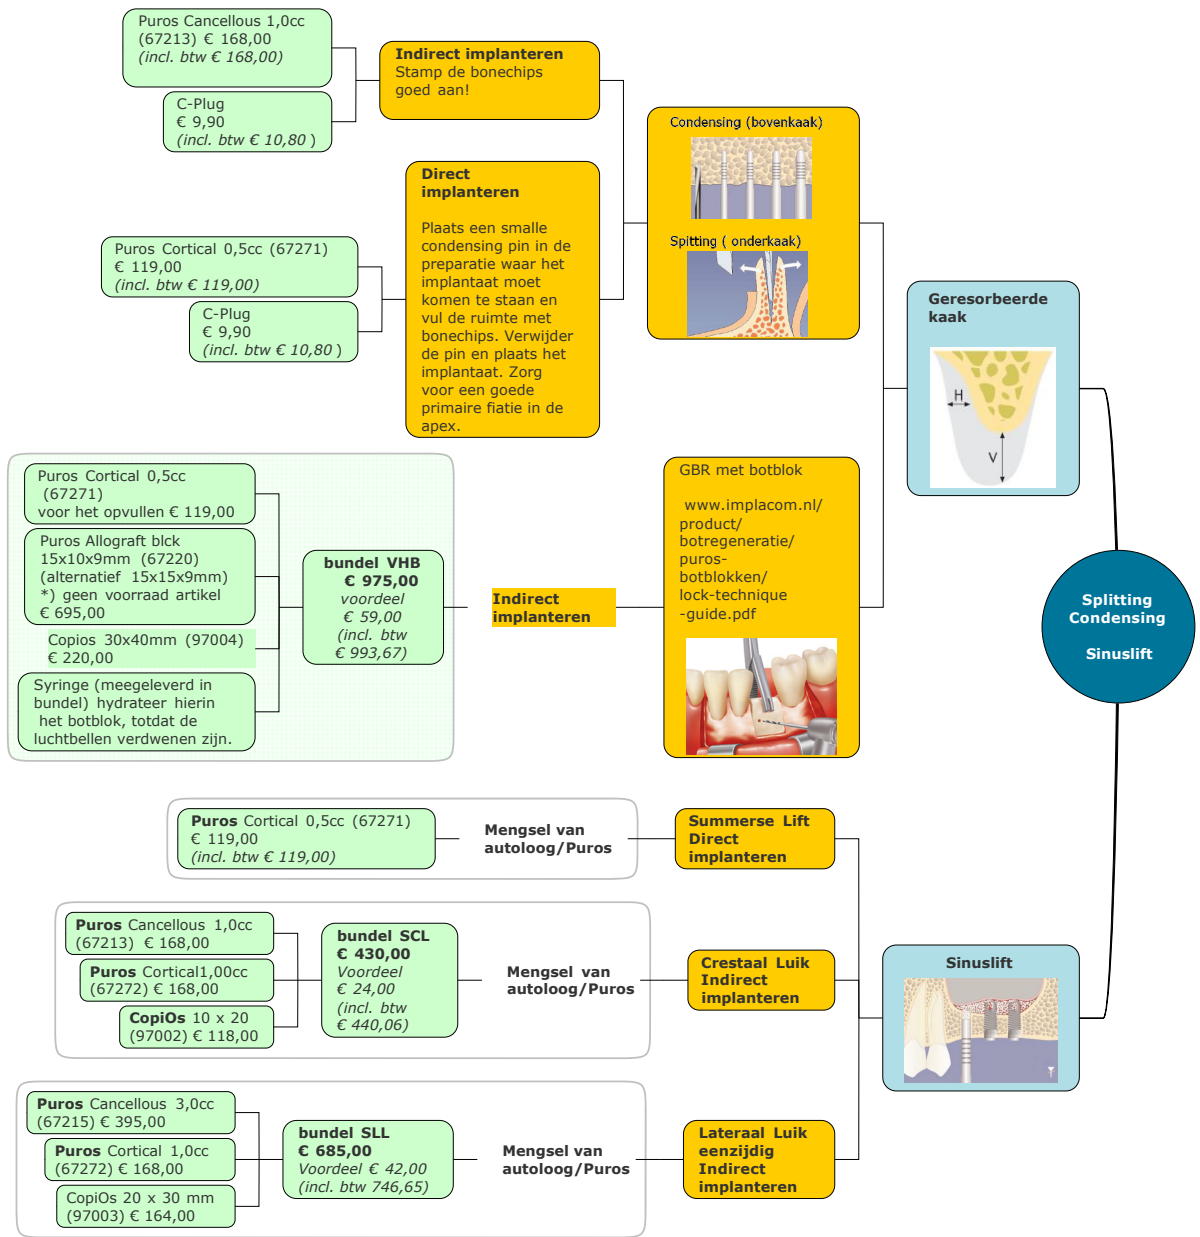 Puros Cancellous 1,0cc
(67213) € 168,00
(incl. btw € 168,00)
C-Plug
€ 9,90
(incl. btw € 10,80 )
Indirect implanteren
Stamp de bonechips
goed aan!
Condensing (bovenkaak)
Spitting ( onderkaak)
Direct
implanteren
Plaats een smalle
condensing pin in de
preparatie waar het
implantaat moet
komen te staan en
vul de ruimte met
bonechips. Verwijder
de pin en plaats het
implantaat. Zorg
voor een goede
primaire fiatie in de
apex.
Puros Cortical 0,5cc (67271)
€ 119,00
(incl. btw € 119,00)
C-Plug
€ 9,90
(incl. btw € 10,80 )
Geresorbeerde
kaak
H
V
Puros Cortical 0,5cc
(67271)
voor het opvullen € 119,00
Puros Allograft blck
15x10x9mm (67220)
(alternatief 15x15x9mm)
*) geen voorraad artikel
€ 695,00
Copios 30x40mm (97004)
€ 220,00
Syringe (meegeleverd in
bundel) hydrateer hierin
het botblok, totdat de
luchtbellen verdwenen zijn.
bundel VHB
€ 975,00
voordeel
€ 59,00
(incl. btw
€ 993,67)
Indirect
implanteren
GBR met botblok
www.implacom.nl/
product/
botregeneratie/
puros-
botblokken/
lock-technique
-guide.pdf
Splitting
Condensing
Sinuslift
Puros Cortical 0,5cc (67271)
€ 119,00
(incl. btw € 119,00)
Mengsel van
autoloog/Puros
Summerse Lift
Direct
implanteren
Puros Cancellous 1,0cc
(67213) € 168,00
Puros Cortical1,00cc
(67272) € 168,00
CopiOs 10 x 20
(97002) € 118,00
bundel SCL
€ 430,00
Voordeel
€ 24,00
(incl. btw
€ 440,06)
Mengsel van
autoloog/Puros
Crestaal Luik
Indirect
implanteren
Sinuslift
Puros Cancellous 3,0cc
(67215) € 395,00
Puros Cortical 1,0cc
(67272) € 168,00
CopiOs 20 x 30 mm
(97003) € 164,00
bundel SLL
€ 685,00
Voordeel € 42,00
(incl. btw 746,65)
Mengsel van
autoloog/Puros
Lateraal Luik
eenzijdig
Indirect
implanteren